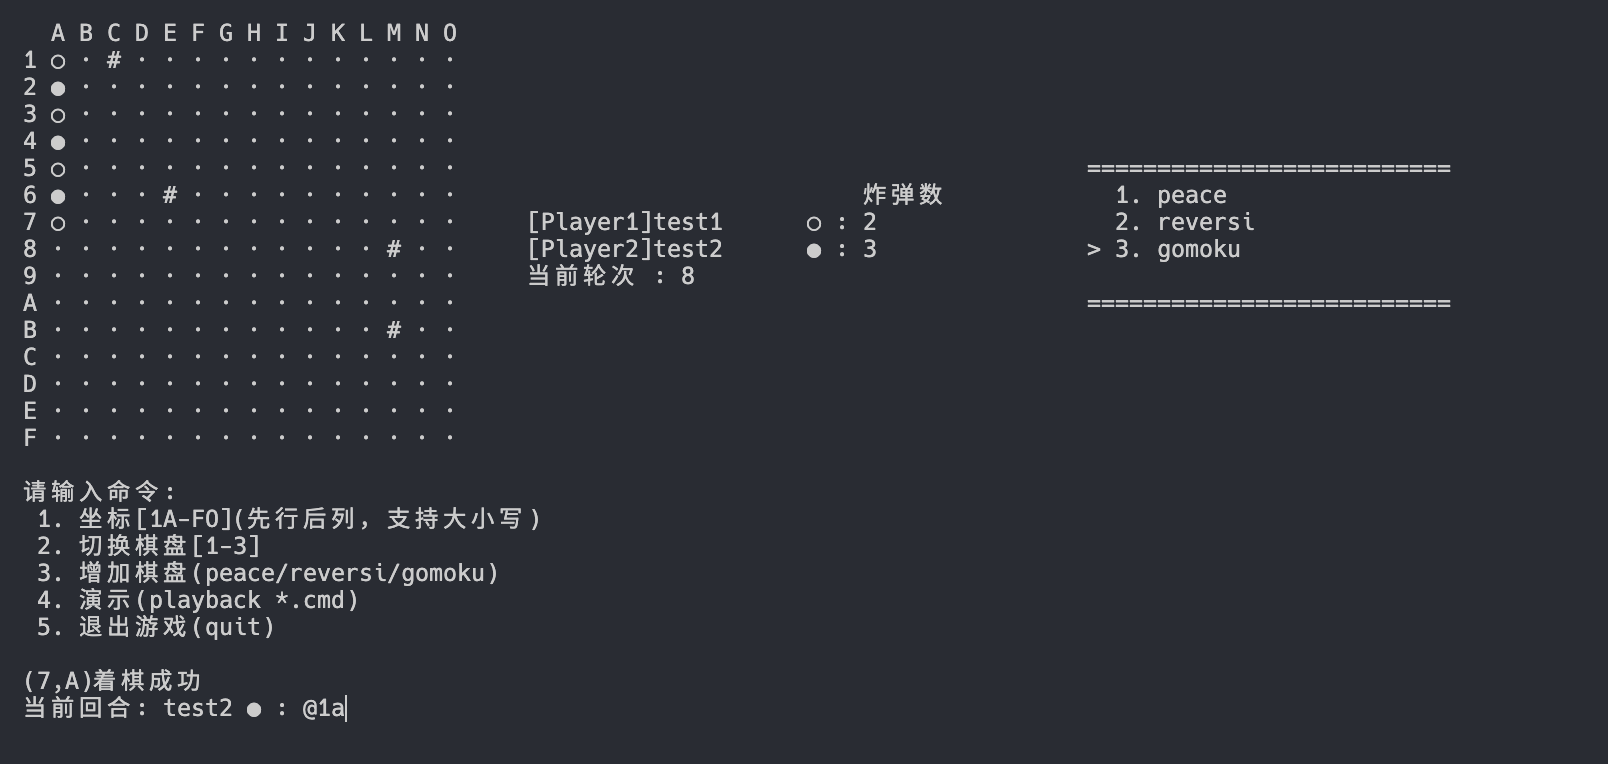 A B C D E F G H I J K L M N O
1 ○ · # · · · · · · · · · · · ·
2 ● · · · · · · · · · · · · · ·
3 ○ · · · · · · · · · · · · · ·
4 ● · · · · · · · · · · · · · ·
5 ○ · · · · · · · · · · · · · ·
6 ● · · · # · · · · · · · · · ·
7 ○ · · · · · · · · · · · · · ·
8 · · · · · · · · · · · · # · ·
9 · · · · · · · · · · · · · · ·
A · · · · · · · · · · · · · · ·
B · · · · · · · · · · · · # · ·
C · · · · · · · · · · · · · · ·
D · · · · · · · · · · · · · · ·
E · · · · · · · · · · · · · · ·
F · · · · · · · · · · · · · · ·
炸弹数
[Player1]test1 ○ : 2
[Player2]test2 ● : 3
当前轮次 : 8
==========================
1. peace
2. reversi
> 3. gomoku
==========================
请输入命令:
1. 坐标[1A-FO](先行后列，支持大小写)
2. 切换棋盘[1-3]
3. 增加棋盘(peace/reversi/gomoku)
4. 演示(playback *.cmd)
5. 退出游戏(quit)
(7,A)着棋成功
当前回合: test2 ● : @1a